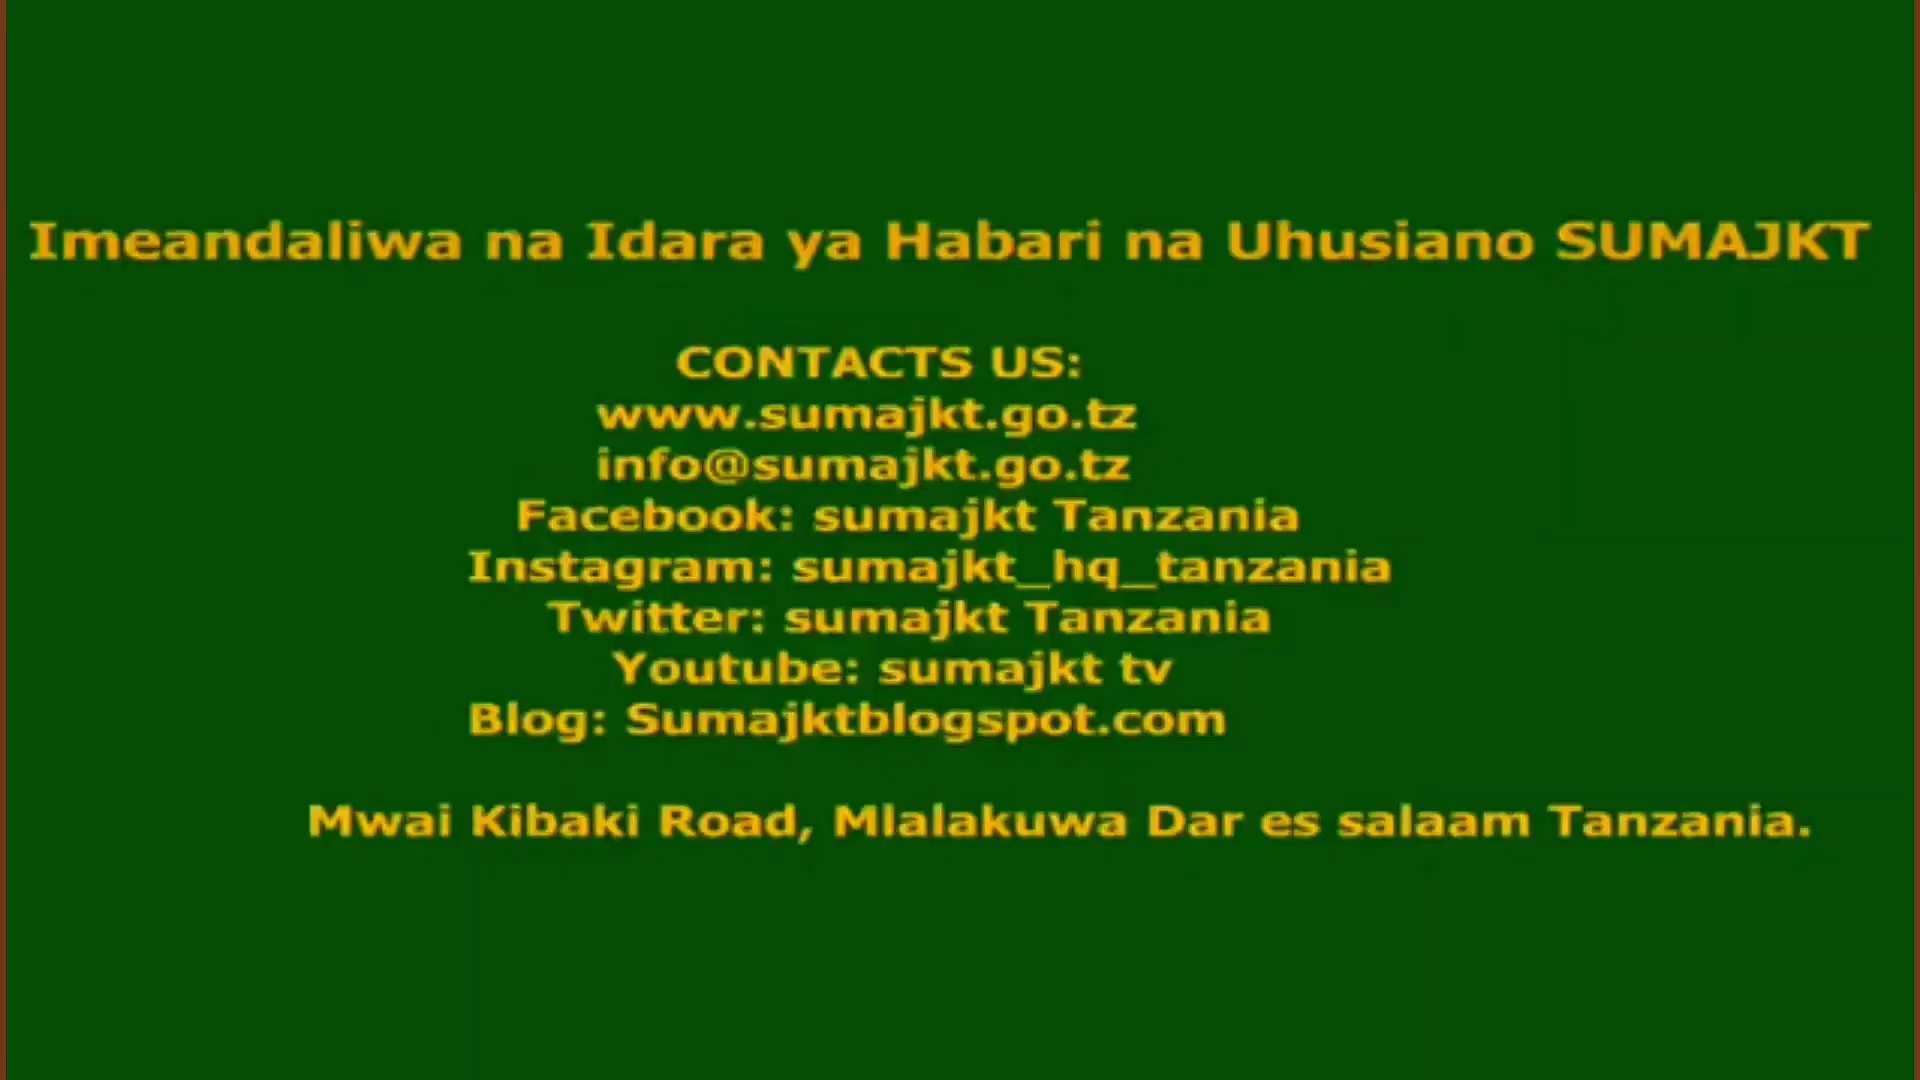 Imeandaliwa na Idara ya Habari na Uhusiano SUMAJKT
CONTACTS US:
www.sumajkt.go.tz
info@sumajkt.go.tz
Facebook: sumajkt Tanzania
Instagram: sumajkt_hq_tanzania
Twitter: sumajkt Tanzania
Youtube: sumajkt tv
Blog: Sumajktblogspot.com
Mwai Kibaki Road, Mlalakuwa Dar es salaam Tanzania.